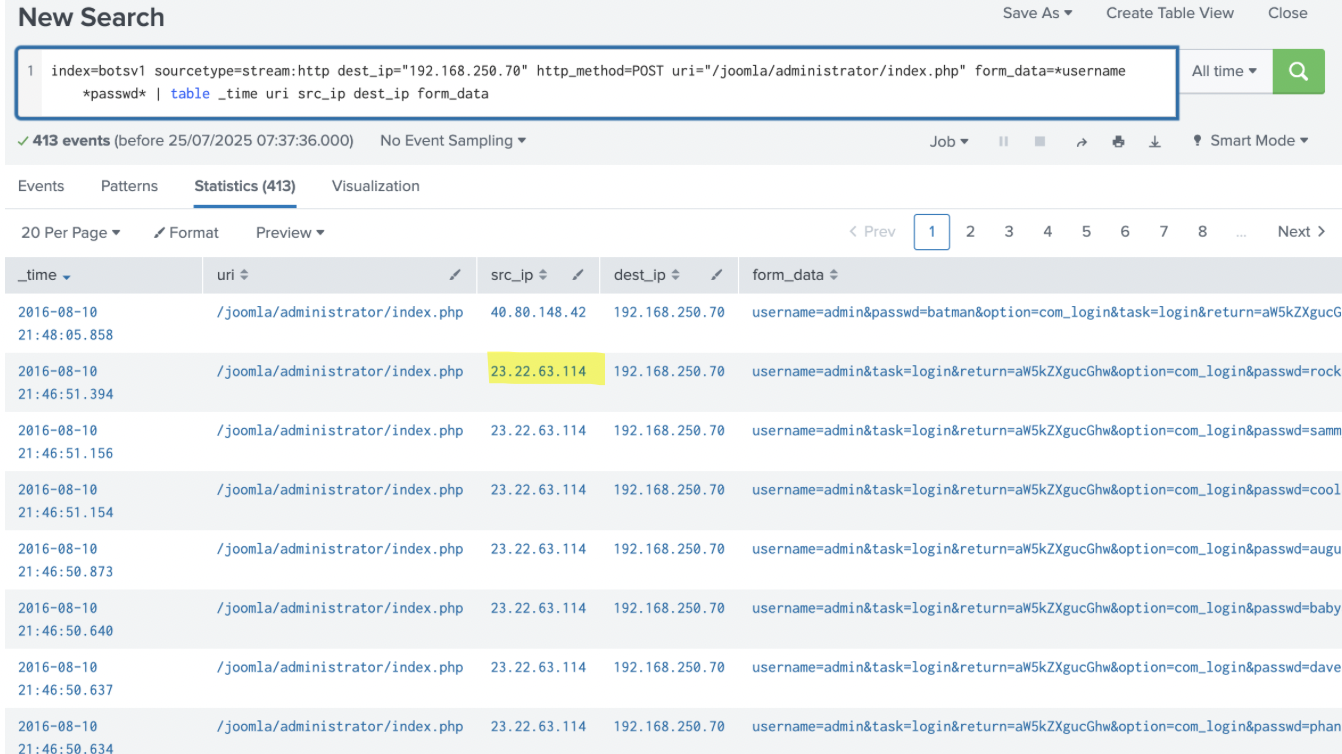 New Search
Save As ▾ Create Table View Close
1 index=botsv1 sourcetype=stream:http dest_ip="192.168.250.70" http_method=POST uri="/joomla/administrator/index.php" form_data=*username
*passwd* | table _time uri src_ip dest_ip form_data
All time ▾
✓ 413 events (before 25/07/2025 07:37:36.000) No Event Sampling ▾ Job ▾ Smart Mode ▾
Events Patterns Statistics (413) Visualization
20 Per Page ▾ Format Preview ▾ < Prev 1 2 3 4 5 6 7 8 ... Next >
_time uri src_ip dest_ip form_data
2016-08-10 /joomla/administrator/index.php 40.80.148.42 192.168.250.70 username=admin&passwd=batman&option=com_login&task=login&return=aW5kZXgucG
21:48:05.858
2016-08-10 /joomla/administrator/index.php 23.22.63.114 192.168.250.70 username=admin&task=login&return=aW5kZXgucGhw&option=com_login&passwd=rock
21:46:51.394
2016-08-10 /joomla/administrator/index.php 23.22.63.114 192.168.250.70 username=admin&task=login&return=aW5kZXgucGhw&option=com_login&passwd=samm
21:46:51.156
2016-08-10 /joomla/administrator/index.php 23.22.63.114 192.168.250.70 username=admin&task=login&return=aW5kZXgucGhw&option=com_login&passwd=cool
21:46:51.154
2016-08-10 /joomla/administrator/index.php 23.22.63.114 192.168.250.70 username=admin&task=login&return=aW5kZXgucGhw&option=com_login&passwd=augu
21:46:50.873
2016-08-10 /joomla/administrator/index.php 23.22.63.114 192.168.250.70 username=admin&task=login&return=aW5kZXgucGhw&option=com_login&passwd=baby
21:46:50.640
2016-08-10 /joomla/administrator/index.php 23.22.63.114 192.168.250.70 username=admin&task=login&return=aW5kZXgucGhw&option=com_login&passwd=dave
21:46:50.637
2016-08-10 /joomla/administrator/index.php 23.22.63.114 192.168.250.70 username=admin&task=login&return=aW5kZXgucGhw&option=com_login&passwd=phan
21:46:50.634